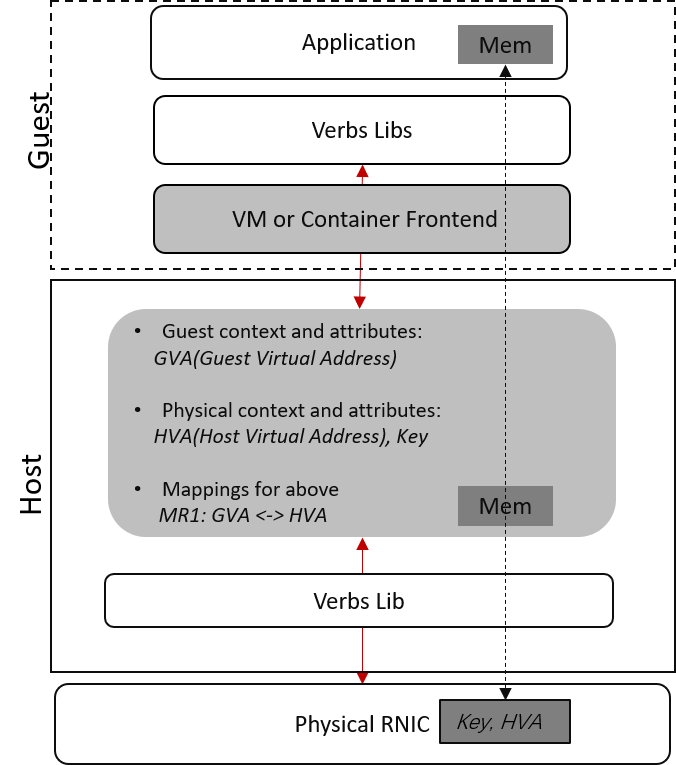 Guest
Application
Mem
Verbs Libs
VM or Container Frontend
Host
• Guest context and attributes:
GVA(Guest Virtual Address)
• Physical context and attributes:
HVA(Host Virtual Address), Key
• Mappings for above
MR1: GVA <-> HVA
Mem
Verbs Lib
Physical RNIC
Key, HVA